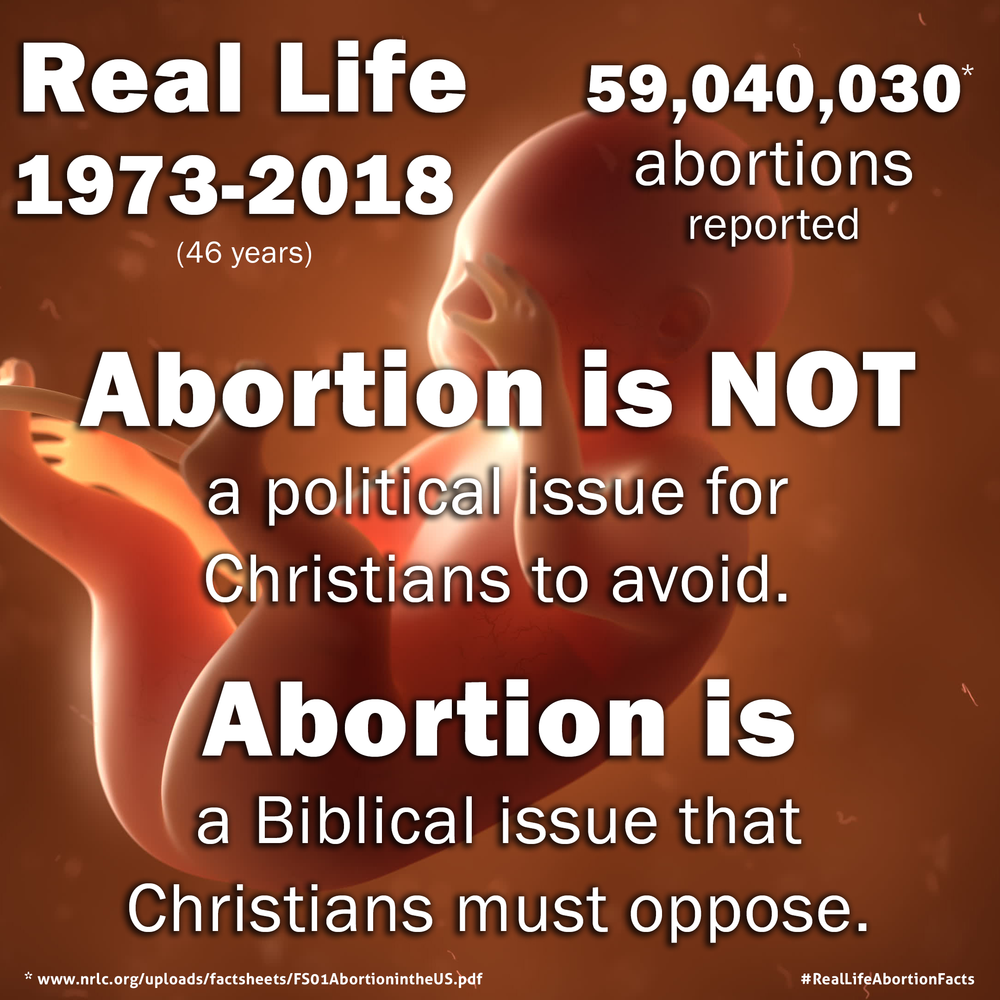 Real Life
1973-2018
(46 years)
59,040,030*
abortions
reported
Abortion is NOT
a political issue for
Christians to avoid.
Abortion is
a Biblical issue that
Christians must oppose.
* www.nrlc.org/uploads/factsheets/FS01AbortionintheUS.pdf
#RealLifeAbortionFacts